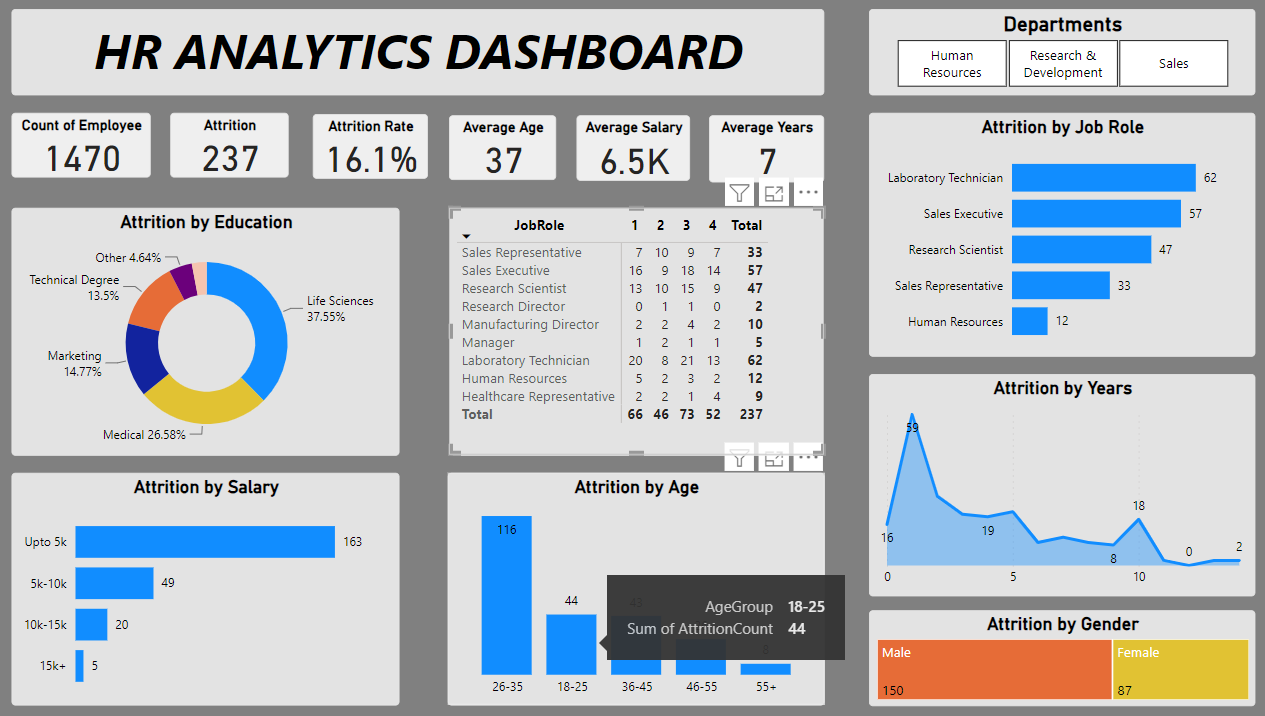 HR ANALYTICS DASHBOARD
Departments
Human
Resources
Research &
Development
Sales
Count of Employee
1470
Attrition
237
Attrition Rate
16.1%
Average Age
37
Average Salary
6.5K
Average Years
7
Attrition by Education
Other 4.64%
Technical Degree
13.5%
Life Sciences
37.55%
Marketing
14.77%
Medical 26.58%
JobRole 1 2 3 4 Total
Sales Representative 7 10 9 7 33
Sales Executive 16 9 18 14 57
Research Scientist 13 10 15 9 47
Research Director 0 1 1 0 2
Manufacturing Director 2 2 4 2 10
Manager 1 2 1 1 5
Laboratory Technician 20 8 21 13 62
Human Resources 5 2 3 2 12
Healthcare Representative 2 2 1 4 9
Total 66 46 73 52 237
Attrition by Job Role
Laboratory Technician 62
Sales Executive 57
Research Scientist 47
Sales Representative 33
Human Resources 12
Attrition by Years
59
16
19
8
18
0
2
0 5 10
Attrition by Salary
Upto 5k 163
5k-10k 49
10k-15k 20
15k+ 5
Attrition by Age
116
44
AgeGroup 18-25
Sum of AttritionCount 44
26-35 18-25 36-45 46-55 55+
Attrition by Gender
Male
150
Female
87